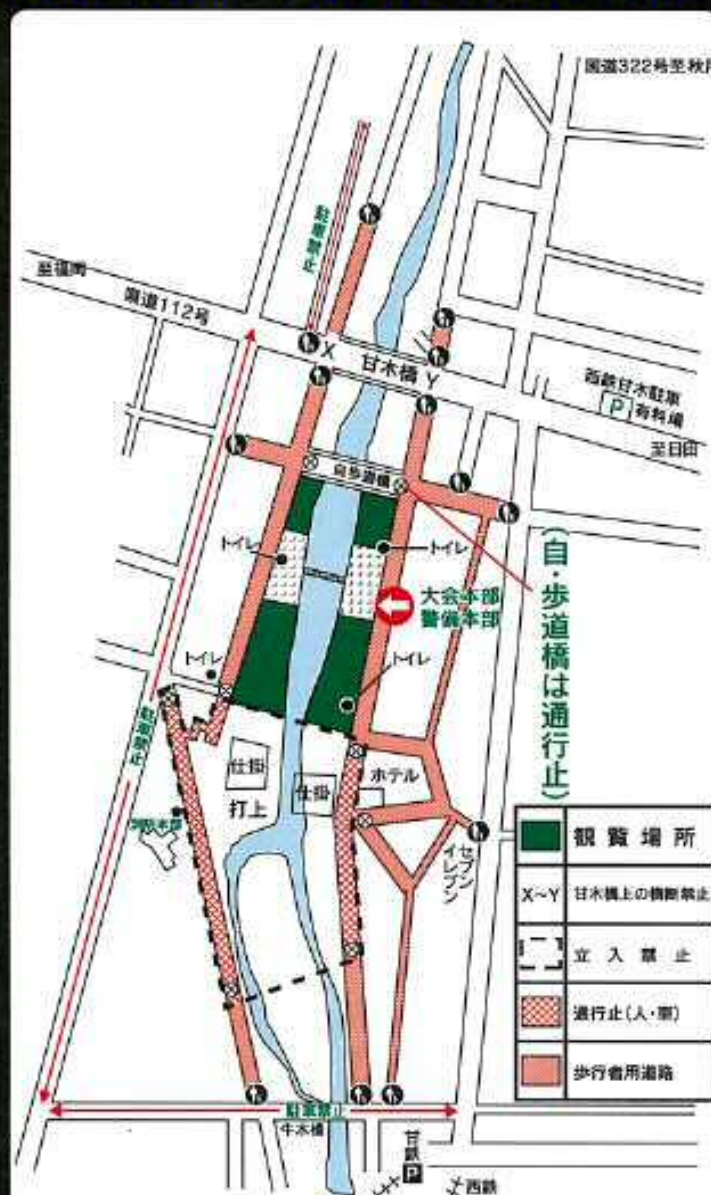 国道322号至秋月
駐車禁止
至福岡
国道112号
X 甘木橋 Y
西鉄甘木駐車
P 有料場
至日田
自歩道橋
トイレ
トイレ
大会本部
警備本部
(自・歩道橋は通行止)
トイレ
トイレ
駐車禁止
仕掛
打上
仕掛
ホテル
セブン
イレブン
観覧場所
X~Y 甘木橋上の横断禁止
立入禁止
通行止(人・車)
歩行者用道路
駐車禁止
牛木橋
甘鉄
P
西鉄